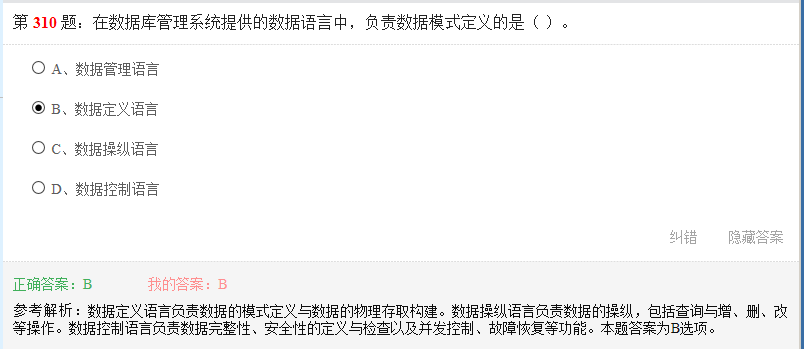 第 310 题：在数据库管理系统提供的数据语言中，负责数据模式定义的是（ ）。
A、数据管理语言
B、数据定义语言
C、数据操纵语言
D、数据控制语言
纠错 隐藏答案
正确答案：B 我的答案：B
参考解析：数据定义语言负责数据的模式定义与数据的物理存取构建。数据操纵语言负责数据的操纵，包括查询与增、删、改
等操作。数据控制语言负责数据完整性、安全性的定义与检查以及并发控制、故障恢复等功能。本题答案为B选项。